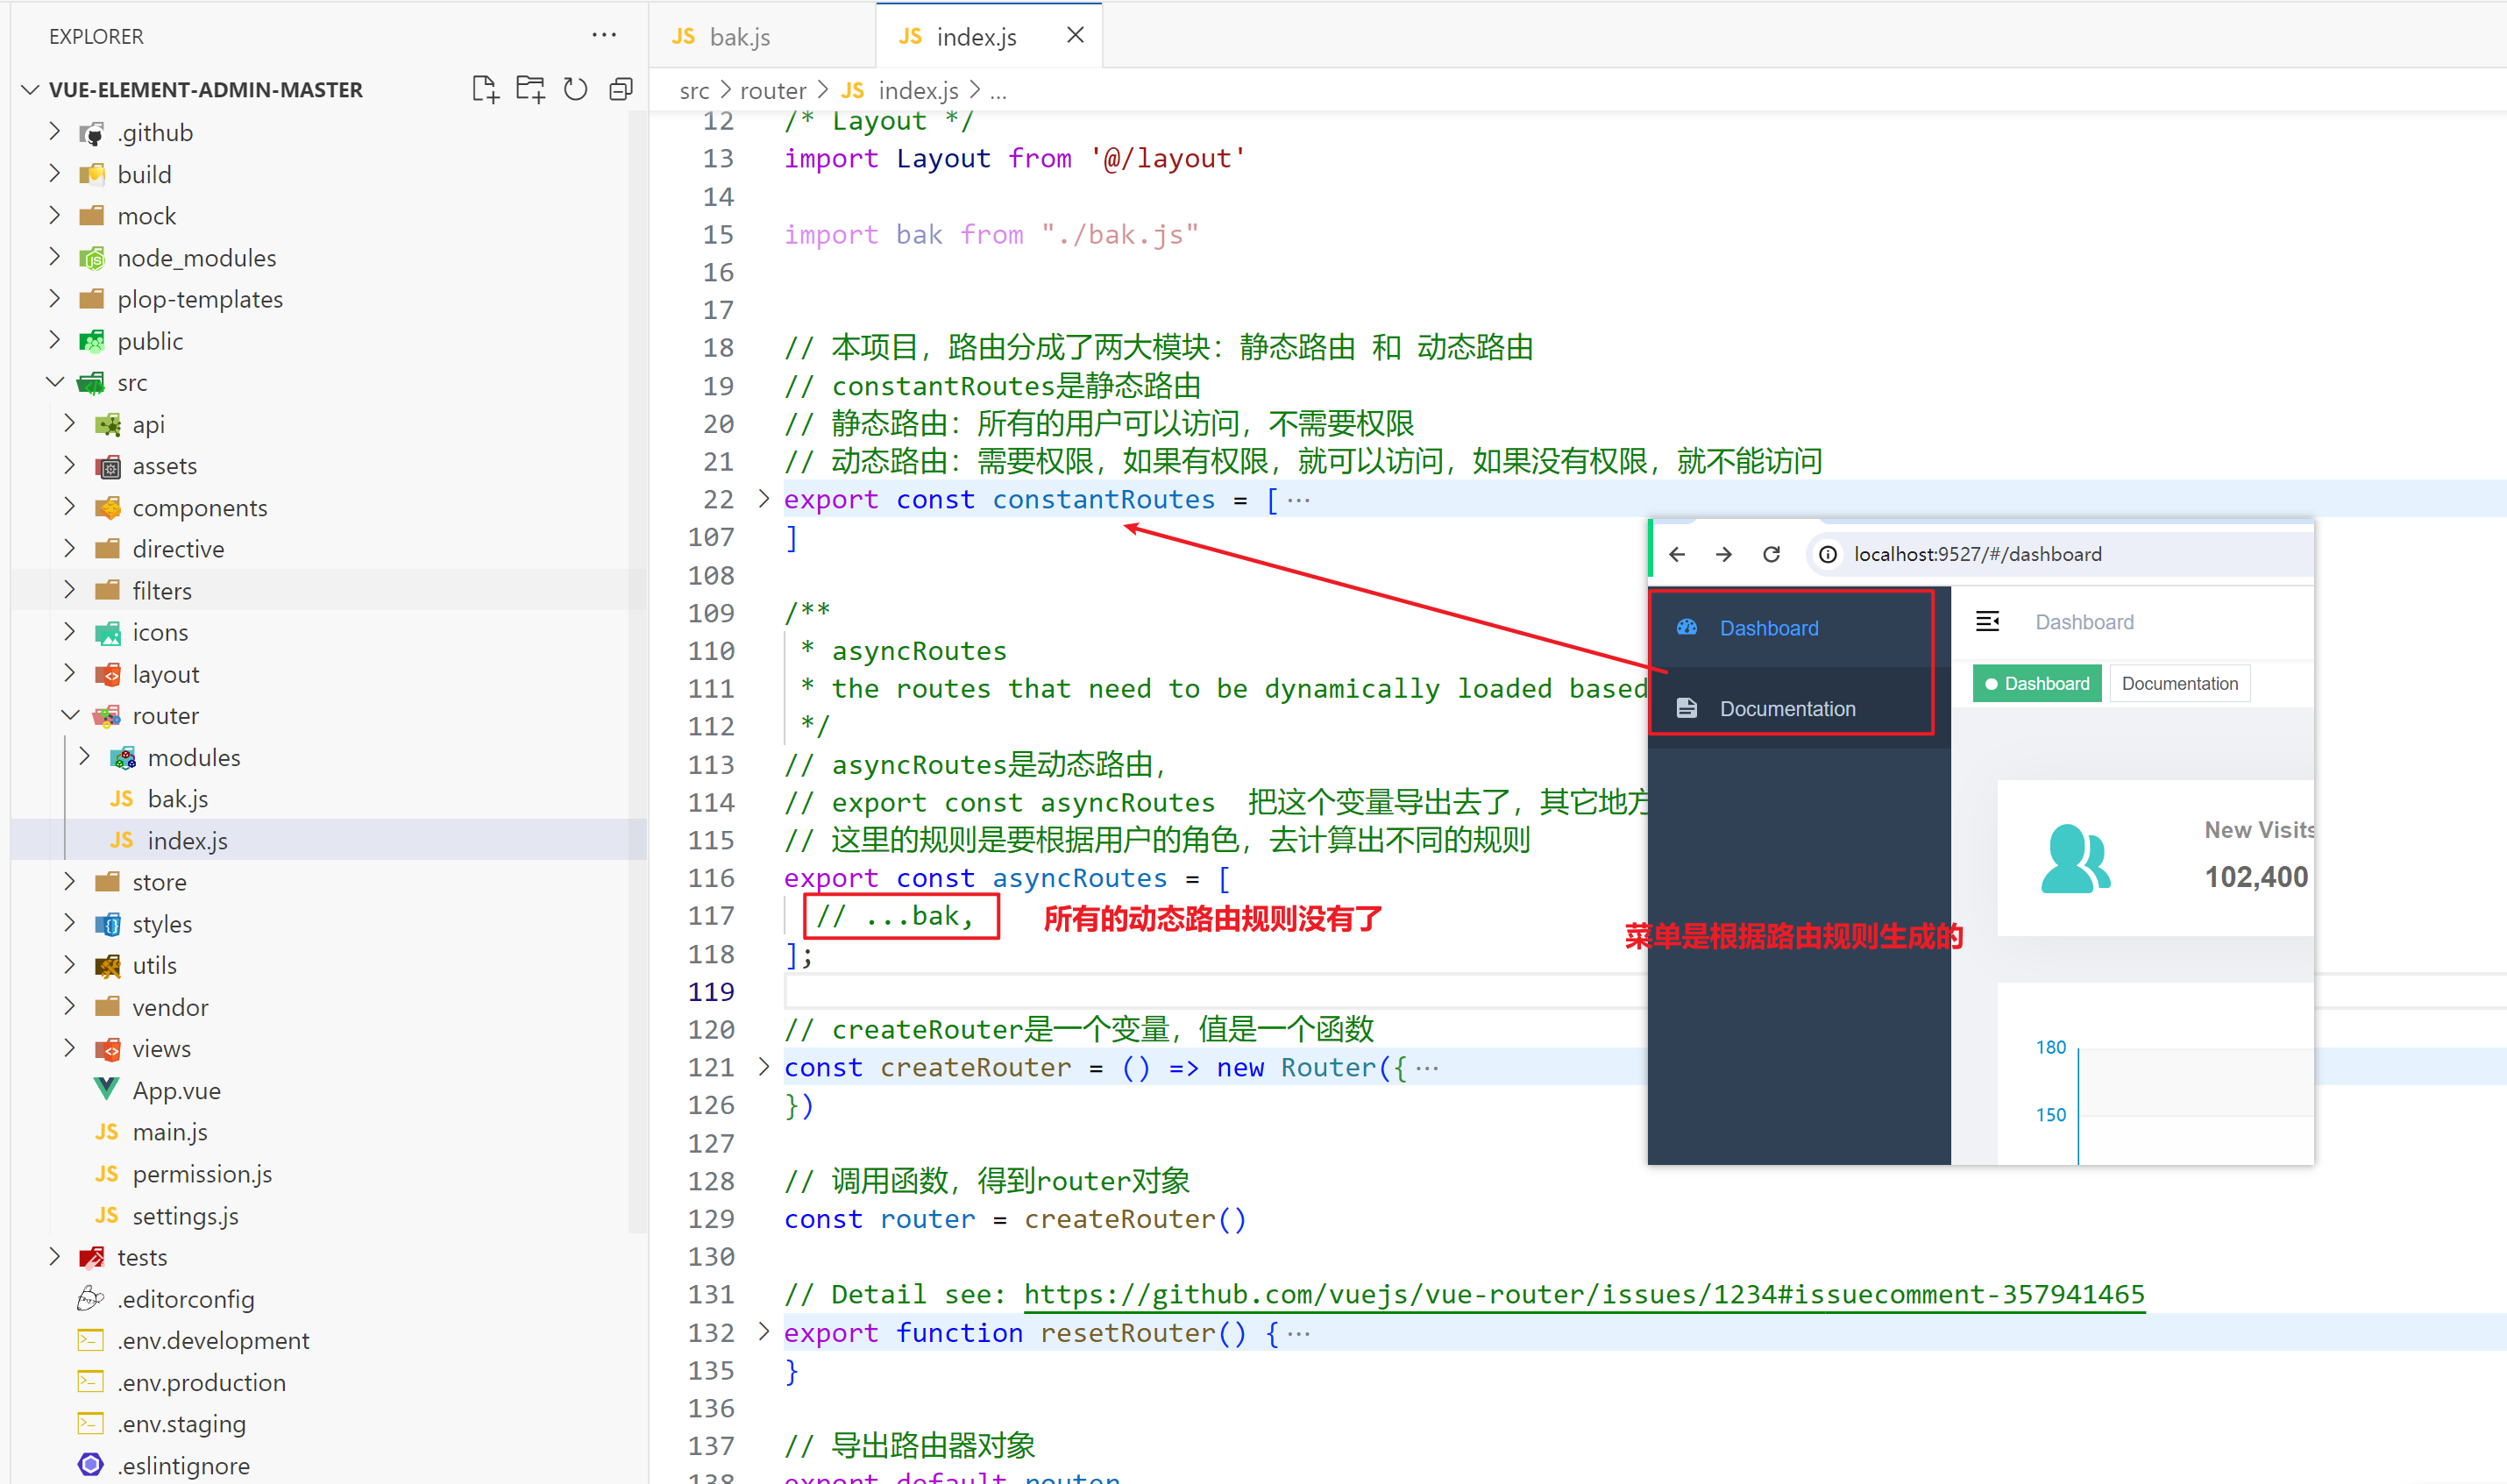 EXPLORER
VUE-ELEMENT-ADMIN-MASTER
.github
build
mock
node_modules
plop-templates
public
src
api
assets
components
directive
filters
icons
layout
router
modules
JS bak.js
JS index.js
store
styles
utils
vendor
views
App.vue
JS main.js
JS permission.js
JS settings.js
tests
.editorconfig
.env.development
.env.production
.env.staging
.eslintignore
JS bak.js
JS index.js
src > router > JS index.js > ...
12 /* Layout */
13 import Layout from '@/layout'
14
15 import bak from "./bak.js"
16
17
18 // 本项目，路由分成了两大模块：静态路由 和 动态路由
19 // constantRoutes是静态路由
20 // 静态路由：所有的用户可以访问，不需要权限
21 // 动态路由：需要权限，如果有权限，就可以访问，如果没有权限，就不能访问
22 export const constantRoutes = [ ...
107 ]
108
109 /**
110 * asyncRoutes
111 * the routes that need to be dynamically loaded based
112 */
113 // asyncRoutes是动态路由，
114 // export const asyncRoutes 把这个变量导出去了，其它地方
115 // 这里的规则是要根据用户的角色，去计算出不同的规则
116 export const asyncRoutes = [
117 // ...bak, 所有的动态路由规则没有了
118 ];
119
120 // createRouter是一个变量，值是一个函数
121 const createRouter = () => new Router({ ...
126 })
127
128 // 调用函数，得到router对象
129 const router = createRouter()
130
131 // Detail see: https://github.com/vuejs/vue-router/issues/1234#issuecomment-357941465
132 export function resetRouter() { ...
135 }
136
137 // 导出路由器对象
138 export default router
localhost:9527/#/dashboard
Dashboard
Documentation
Dashboard
Dashboard
Documentation
New Visits
102,400
菜单是根据路由规则生成的
180
150